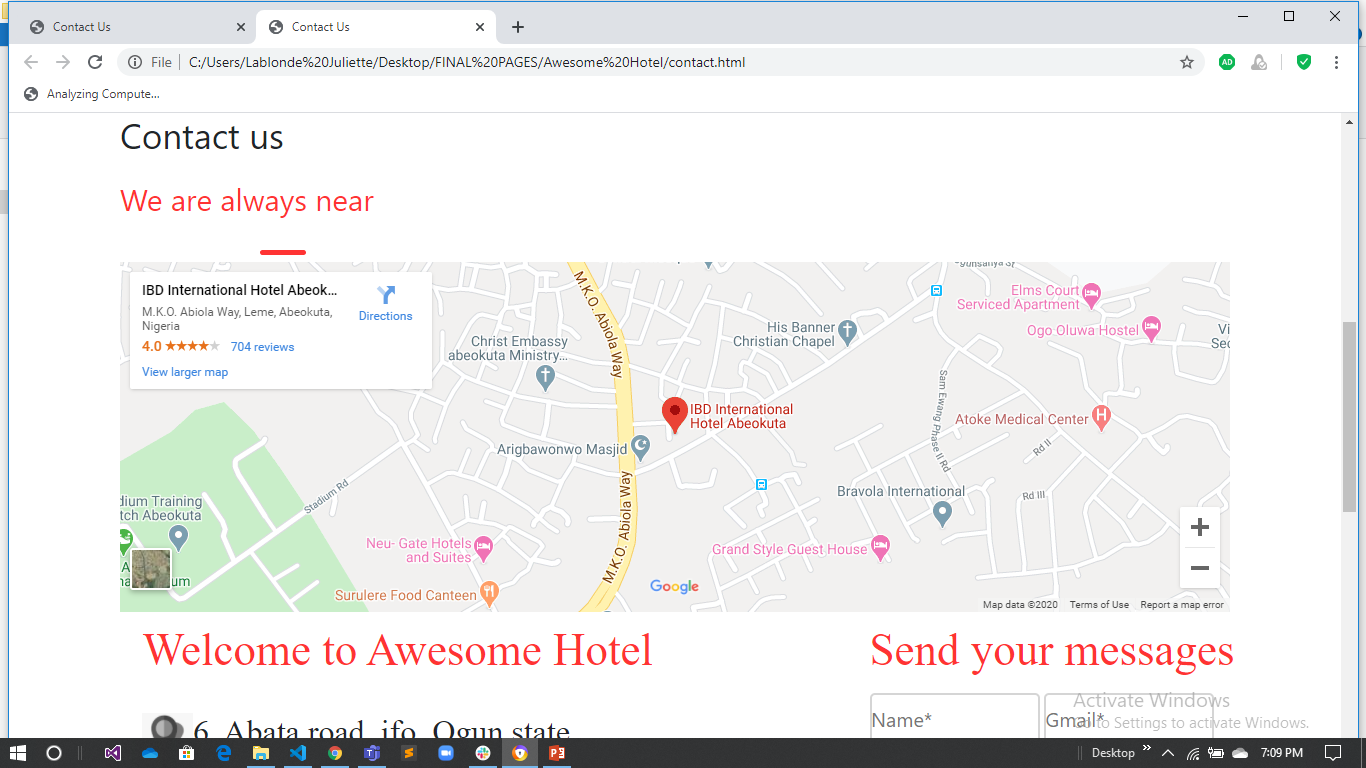 Contact Us
Contact Us
File
C:/Users/Lablonde%20Juliette/Desktop/FINAL%20PAGES/Awesome%20Hotel/contact.html
AD
Analyzing Compute...
Contact us
We are always near
IBD International Hotel Abeok...
M.K.O. Abiola Way, Leme, Abeokuta,
Nigeria
4.0
704 reviews
Directions
View larger map
M.K.O. Abiola Way
Christ Embassy
abeokuta Ministry...
His Banner
Christian Chapel
Elms Court
Serviced Apartment
Ogo Oluwa Hostel
IBD International
Hotel Abeokuta
Arigbawonwo Masjid
Sam Ewang Phase II Rd
Atoke Medical Center
H
Rd II
Rd III
Stadium Rd
M.K.O. Abiola Way
Bravola International
dium Training
tch Abeokuta
Neu- Gate Hotels
and Suites
Grand Style Guest House
Surulere Food Canteen
Google
Map data ©2020
Terms of Use
Report a map error
Welcome to Awesome Hotel
Send your messages
6, Abata road, ifo, Ogun state
Name*
Gmail*
Activate Windows
Go to Settings to activate Windows.
Desktop
7:09 PM